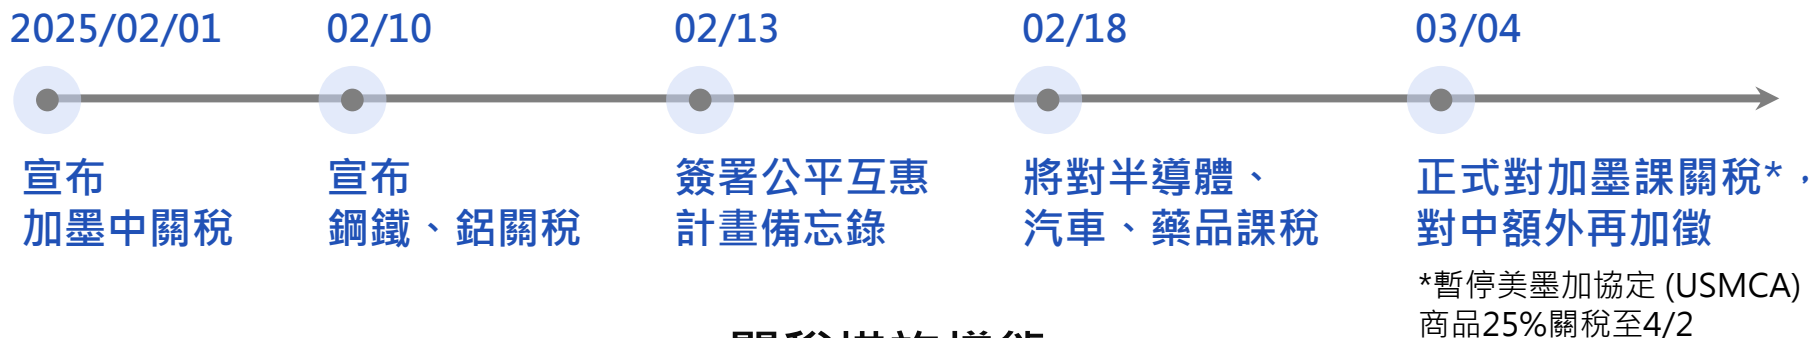 2025/02/01
02/10
02/13
02/18
03/04
宣布
加墨中關稅
宣布
鋼鐵、鋁關稅
簽署公平互惠
計畫備忘錄
將對半導體、
汽車、藥品課稅
正式對加墨課關稅*，
對中額外再加徵
*暫停美墨加協定 (USMCA)
商品25%關稅至4/2